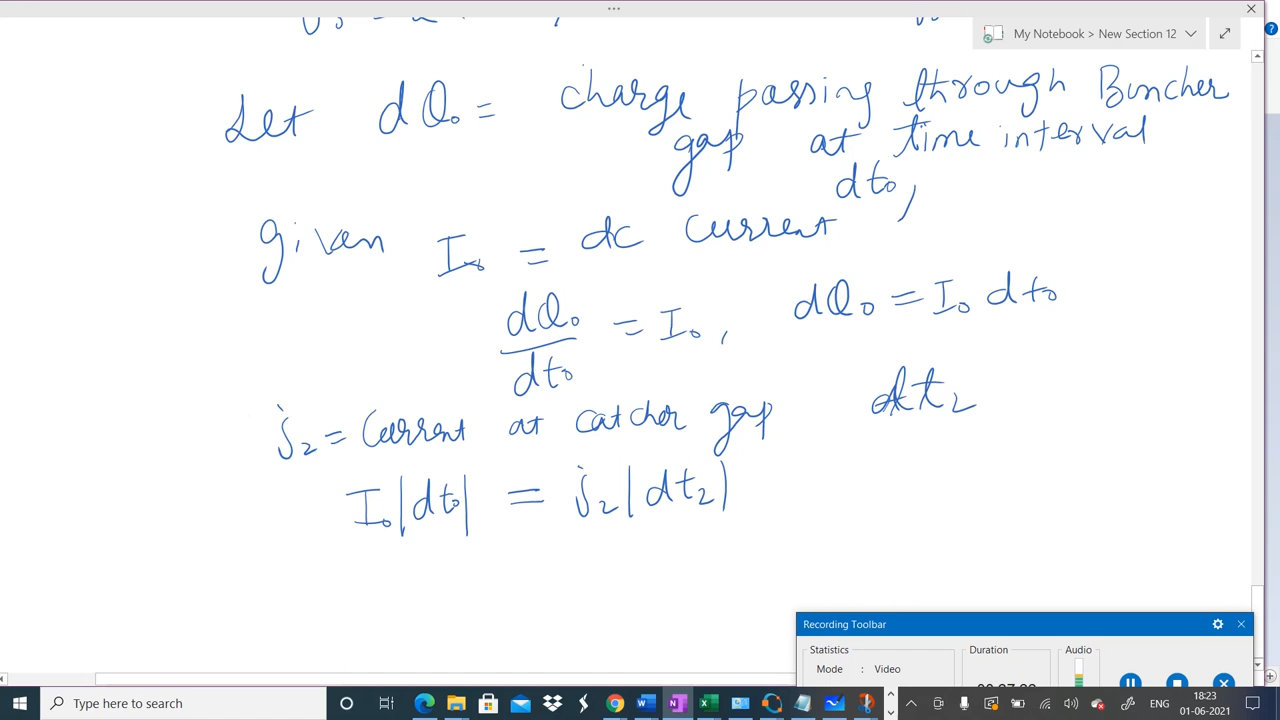 My Notebook > New Section 12
Let dQ₀ = charge passing through Buncher
gap at time interval
dt₀,
given I₀ = dc current
dQ₀/dt₀ = I₀, dQ₀ = I₀ dt₀
i₂ = Current at catcher gap dt₂
I₀|dt₀| = i₂|dt₂|
Recording Toolbar
Statistics Duration Audio
Mode : Video
Type here to search
ENG
18:23
01-06-2021